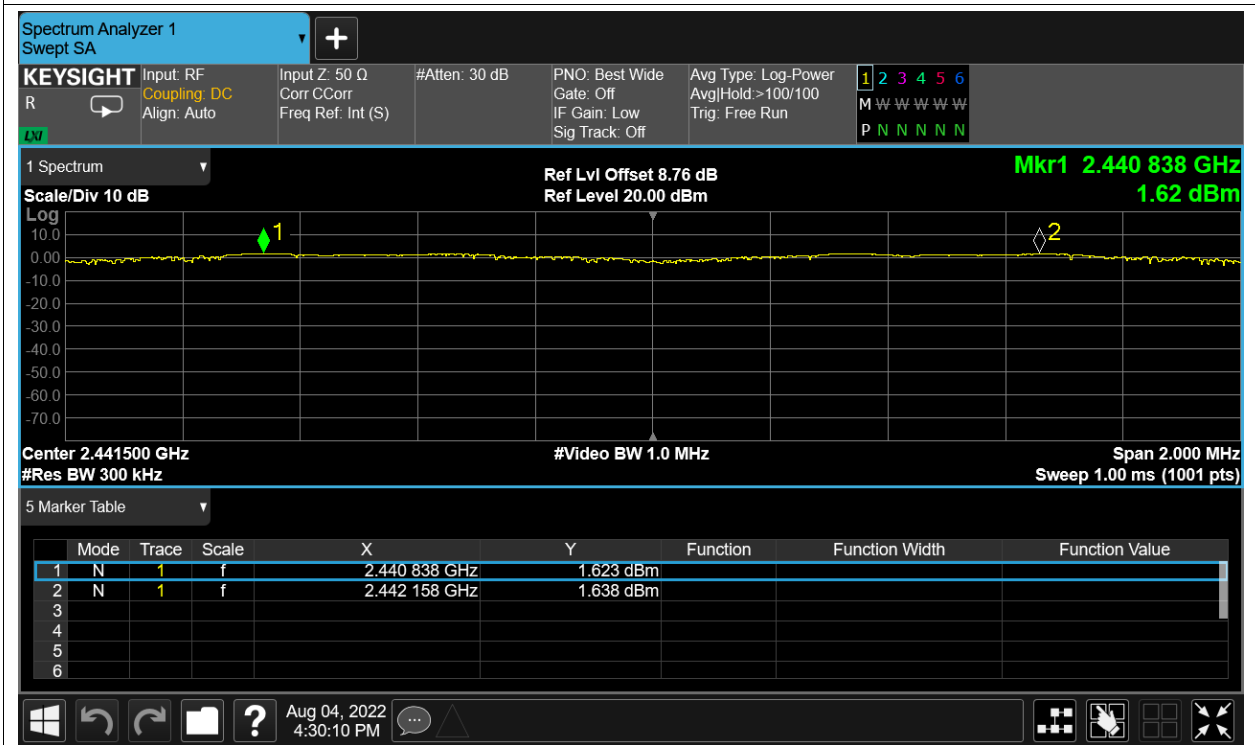 Spectrum Analyzer 1
Swept SA
KEYSIGHT
R
LXI
Input: RF
Coupling: DC
Align: Auto
Input Z: 50 Ω
Corr CCorr
Freq Ref: Int (S)
#Atten: 30 dB
PNO: Best Wide
Gate: Off
IF Gain: Low
Sig Track: Off
Avg Type: Log-Power
Avg|Hold:>100/100
Trig: Free Run
1 2 3 4 5 6
M W W W W W
P N N N N N
1 Spectrum
Scale/Div 10 dB
Ref Lvl Offset 8.76 dB
Ref Level 20.00 dBm
Mkr1 2.440 838 GHz
1.62 dBm
Log
10.0
0.00
-10.0
-20.0
-30.0
-40.0
-50.0
-60.0
-70.0
1
2
Center 2.441500 GHz
#Video BW 1.0 MHz
Span 2.000 MHz
#Res BW 300 kHz
Sweep 1.00 ms (1001 pts)
5 Marker Table
Mode Trace Scale X Y Function Function Width Function Value
1 N 1 f 2.440 838 GHz 1.623 dBm
2 N 1 f 2.442 158 GHz 1.638 dBm
3
4
5
6
?
Aug 04, 2022
4:30:10 PM